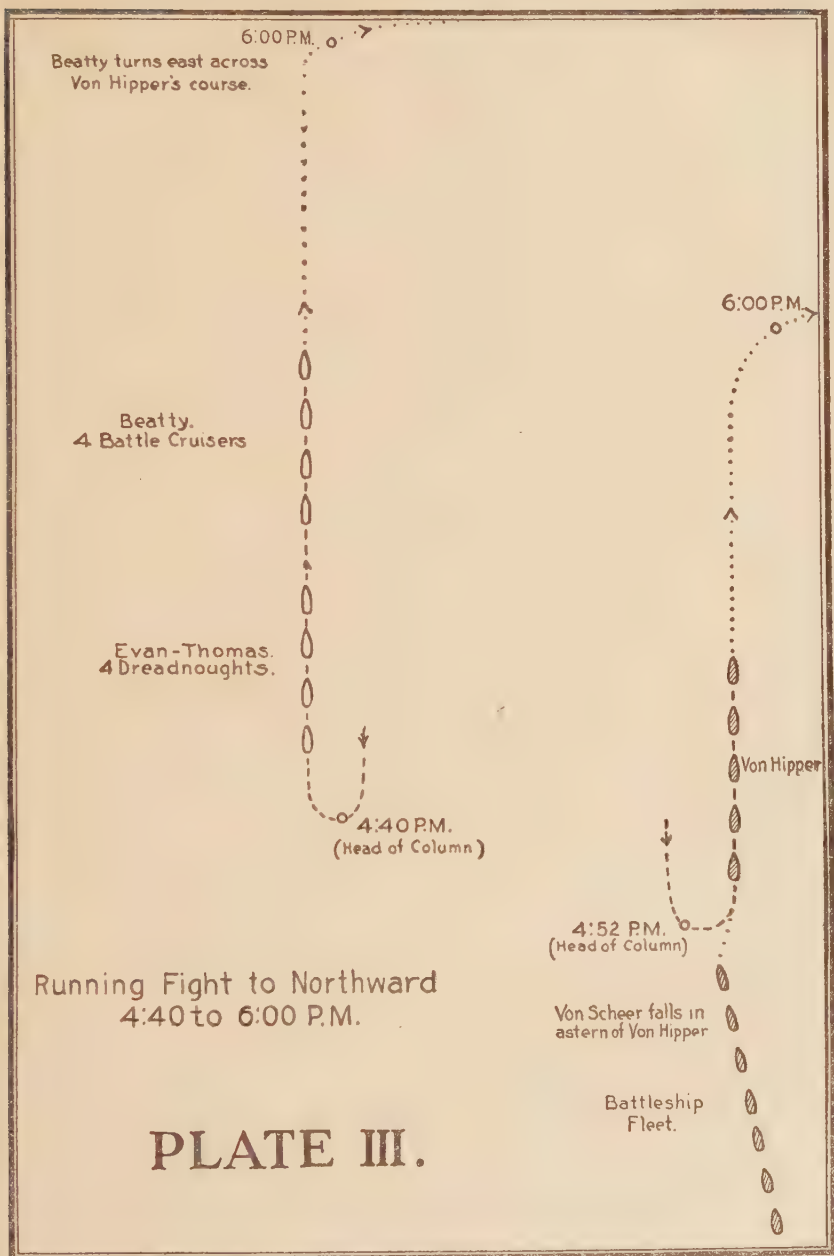 6:00 P.M.
Beatty turns east across
Von Hipper's course.
6:00 P.M.
Beatty.
4 Battle Cruisers
Evan-Thomas.
4 Dreadnoughts.
Von Hipper
4:40 P.M.
(Head of Column)
4:52 P.M.
(Head of Column)
Running Fight to Northward
4:40 to 6:00 P.M.
Von Scheer falls in
astern of Von Hipper
Battleship
Fleet.
PLATE III.